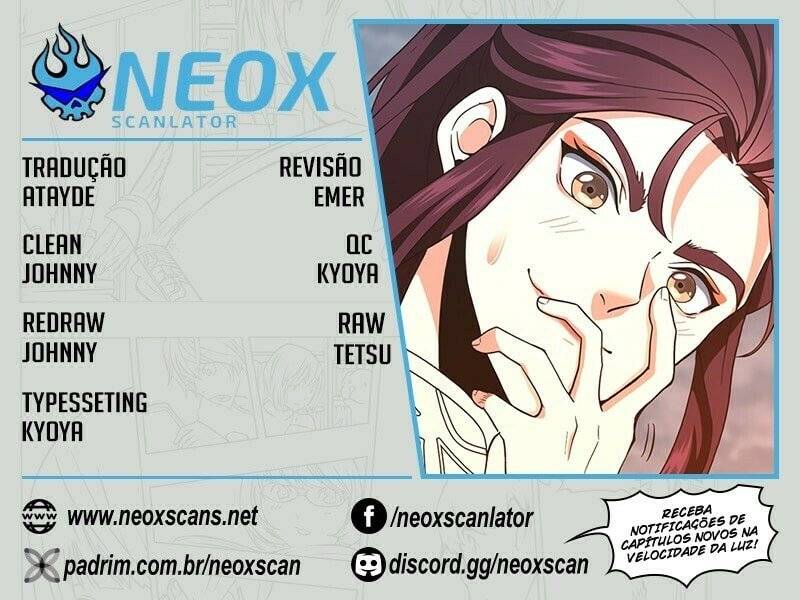 NEOX
SCANLATOR
TRADUÇÃO
ATAYDE
REVISÃO
EMER
CLEAN
JOHNNY
QC
KYOYA
REDRAW
JOHNNY
RAW
TETSU
TYPESSETING
KYOYA
www
www.neoxscans.net
/neoxscanlator
padrim.com.br/neoxscan
discord.gg/neoxscan
RECEBA
NOTIFICAÇÕES DE
CAPÍTULOS NOVOS NA
VELOCIDADE DA LUZ!